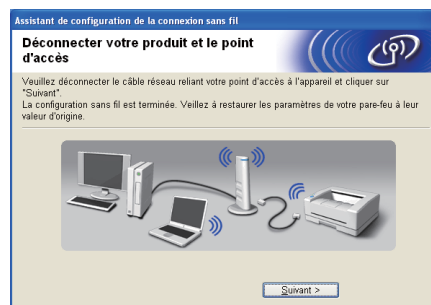 Assistant de configuration de la connexion sans fil
Déconnecter votre produit et le point
d'accès
Veuillez déconnecter le câble réseau reliant votre point d'accès à l'appareil et cliquer sur
"Suivant".
La configuration sans fil est terminée. Veillez à restaurer les paramètres de votre pare-feu à leur
valeur d'origine.
Suivant >